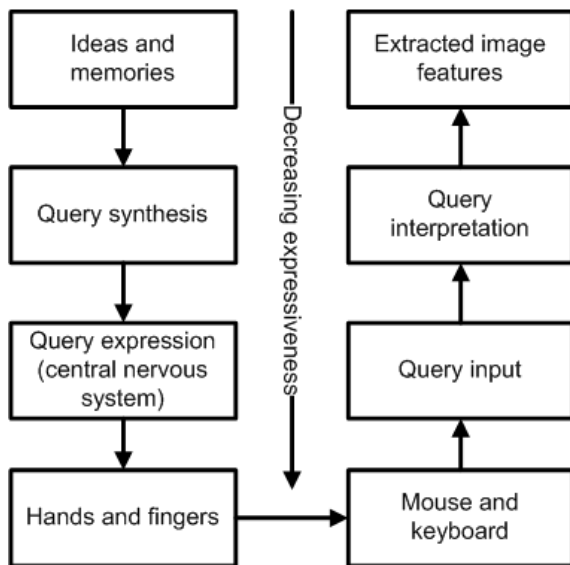 Ideas and
memories
Query synthesis
Query expression
(central nervous
system)
Hands and fingers
Decreasing expressiveness
Extracted image
features
Query
interpretation
Query input
Mouse and
keyboard